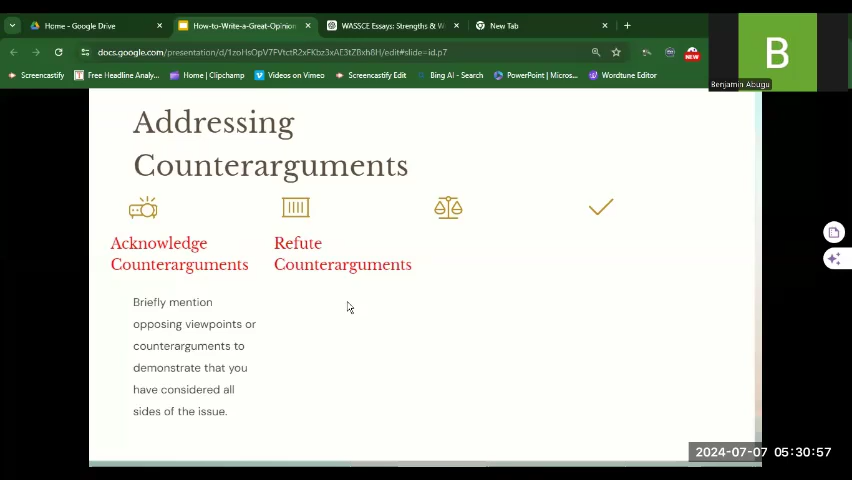 Home - Google Drive
How-to-Write-a-Great-Opinion
WASSCE Essays: Strengths & W
New Tab
docs.google.com/presentation/d/1zoHsOpV7FVtctR2xFKbz3xAE3tZBxh8H/edit#slide=id.p7
NEW
Screencastify
Free Headline Analy...
Home | Clipchamp
Videos on Vimeo
Screencastify Edit
Bing AI - Search
PowerPoint | Micros...
Wordtune Editor
B
Benjamin Abugu
Addressing
Counterarguments
Acknowledge
Counterarguments
Briefly mention
opposing viewpoints or
counterarguments to
demonstrate that you
have considered all
sides of the issue.
Refute
Counterarguments
2024-07-07 05:30:57